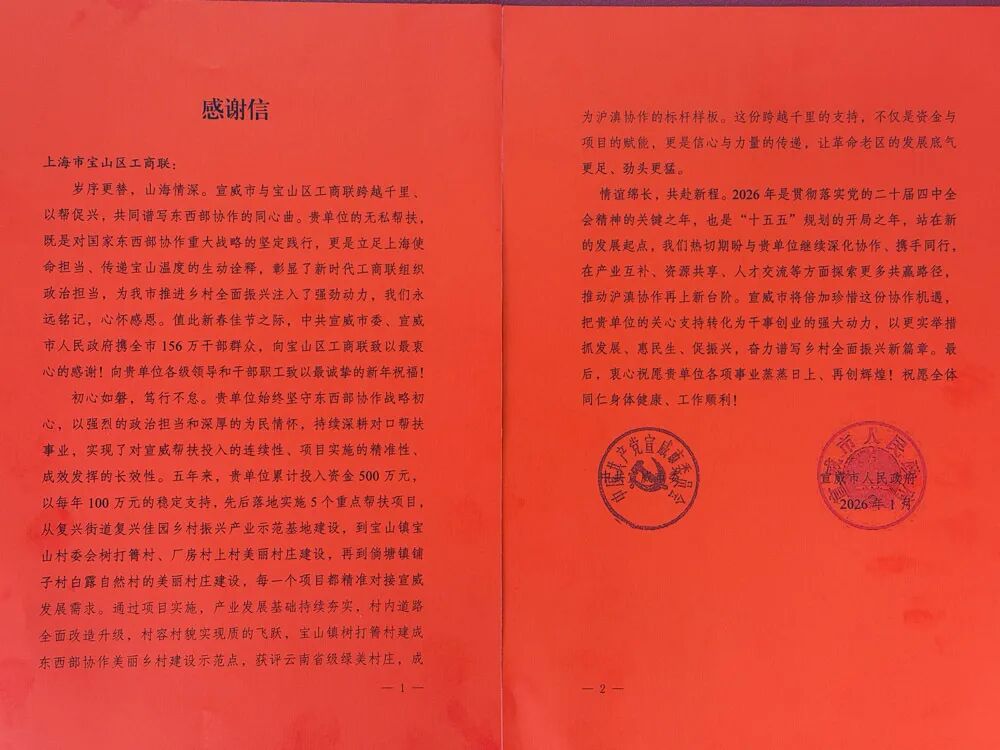 感谢信
上海市宝山区工商联：
岁序更替，山海情深。宣威市与宝山区工商联跨越千里、
以帮促兴，共同谱写东西部协作的同心曲。贵单位的无私帮扶，
既是对国家东西部协作重大战略的坚定践行，更是立足上海使
命担当、传递宝山温度的生动诠释，彰显了新时代工商联组织
政治担当，为我市推进乡村全面振兴注入了强劲动力，我们永
远铭记，心怀感恩。值此新春佳节之际，中共宣威市委、宣威
市人民政府携全市 156 万干部群众，向宝山区工商联致以最衷
心的感谢！向贵单位各级领导和干部职工致以最诚挚的新年祝福！
初心如磐，笃行不怠。贵单位始终坚守东西部协作战略初
心，以强烈的政治担当和深厚的为民情怀，持续深耕对口帮扶
事业，实现了对宣威帮扶投入的连续性、项目实施的精准性、
成效发挥的长效性。五年来，贵单位累计投入资金 500 万元，
以每年 100 万元的稳定支持，先后落地实施 5 个重点帮扶项目，
从复兴街道复兴佳园乡村振兴产业示范基地建设，到宝山镇宝
山村委会树打箐村、厂房村上村美丽村庄建设，再到倘塘镇铺
子村白露自然村的美丽村庄建设，每一个项目都精准对接宣威
发展需求。通过项目实施，产业发展基础持续夯实，村内道路
全面改造升级，村容村貌实现质的飞跃，宝山镇树打箐村建成
东西部协作美丽乡村建设示范点，获评云南省级绿美村庄，成
— 1 —
为沪滇协作的标杆样板。这份跨越千里的支持，不仅是资金与
项目的赋能，更是信心与力量的传递，让革命老区的发展底气
更足、劲头更猛。
情谊绵长，共赴新程。2026 年是贯彻落实党的二十届四中全
会精神的关键之年，也是“十五五”规划的开局之年，站在新
的发展起点，我们热切期盼与贵单位继续深化协作、携手同行，
在产业互补、资源共享、人才交流等方面探索更多共赢路径，
推动沪滇协作再上新台阶。宣威市将倍加珍惜这份协作机遇，
把贵单位的关心支持转化为干事创业的强大动力，以更实举措
抓发展、惠民生、促振兴，奋力谱写乡村全面振兴新篇章。最
后，衷心祝愿贵单位各项事业蒸蒸日上、再创辉煌！祝愿全体
同仁身体健康、工作顺利！
中国共产党宣威市委员会
宣威市人民政府
2026 年 1 月
— 2 —